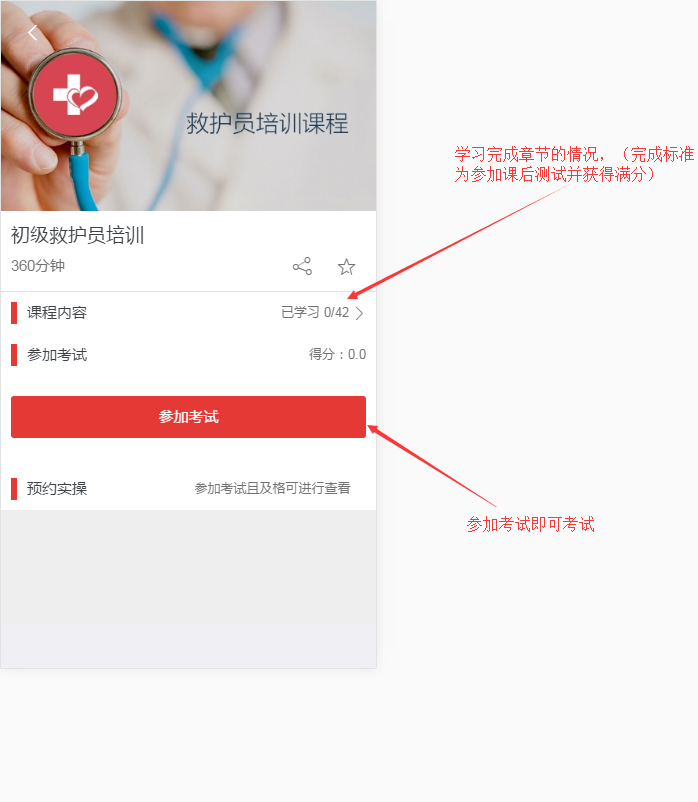 救护员培训课程
初级救护员培训
360分钟
课程内容 已学习 0/42
参加考试 得分：0.0
参加考试
预约实操 参加考试且及格可进行查看
学习完成章节的情况，（完成标准
为参加课后测试并获得满分）
参加考试即可考试